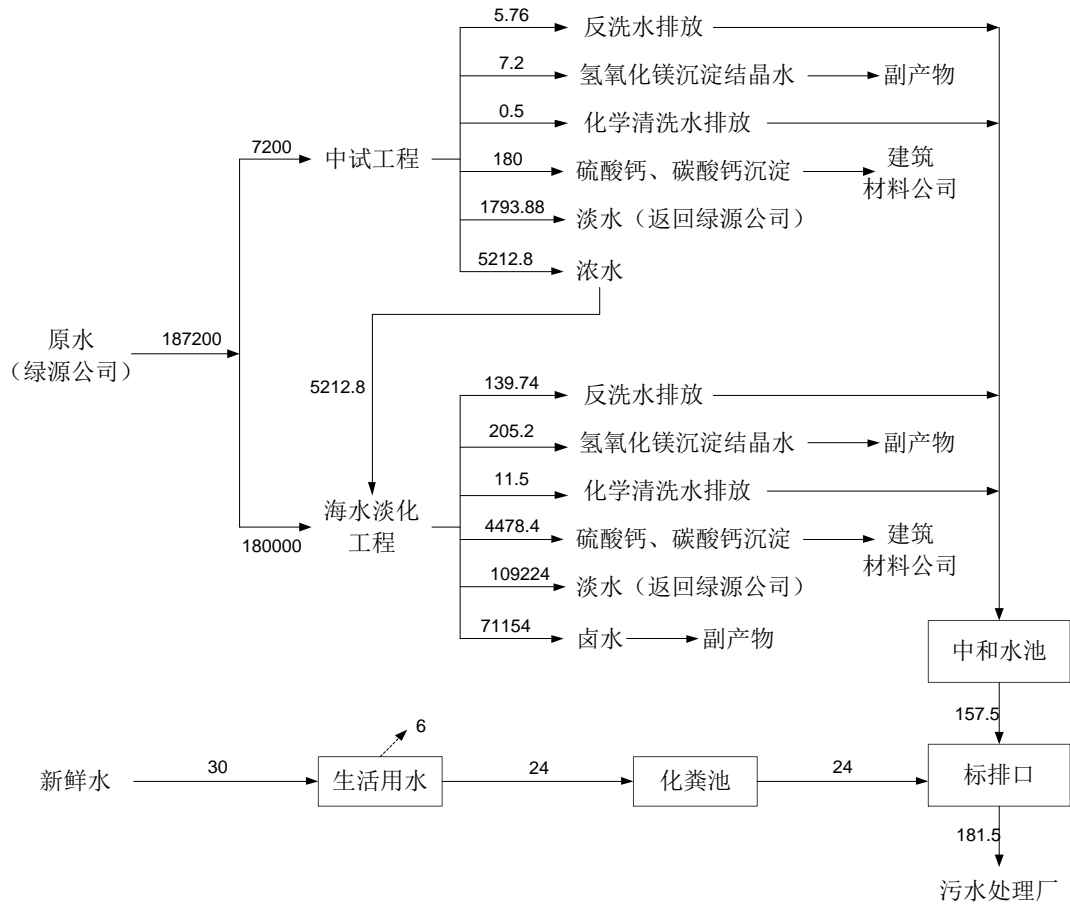 5.76
反洗水排放
7.2
氢氧化镁沉淀结晶水
副产物
0.5
化学清洗水排放
7200
中试工程
180
硫酸钙、碳酸钙沉淀
建筑
材料公司
1793.88
淡水（返回绿源公司）
5212.8
浓水
原水
（绿源公司）
187200
5212.8
139.74
反洗水排放
205.2
氢氧化镁沉淀结晶水
副产物
11.5
化学清洗水排放
180000
海水淡化
工程
4478.4
硫酸钙、碳酸钙沉淀
建筑
材料公司
109224
淡水（返回绿源公司）
71154
卤水
副产物
中和水池
157.5
6
新鲜水
30
生活用水
24
化粪池
24
标排口
181.5
污水处理厂